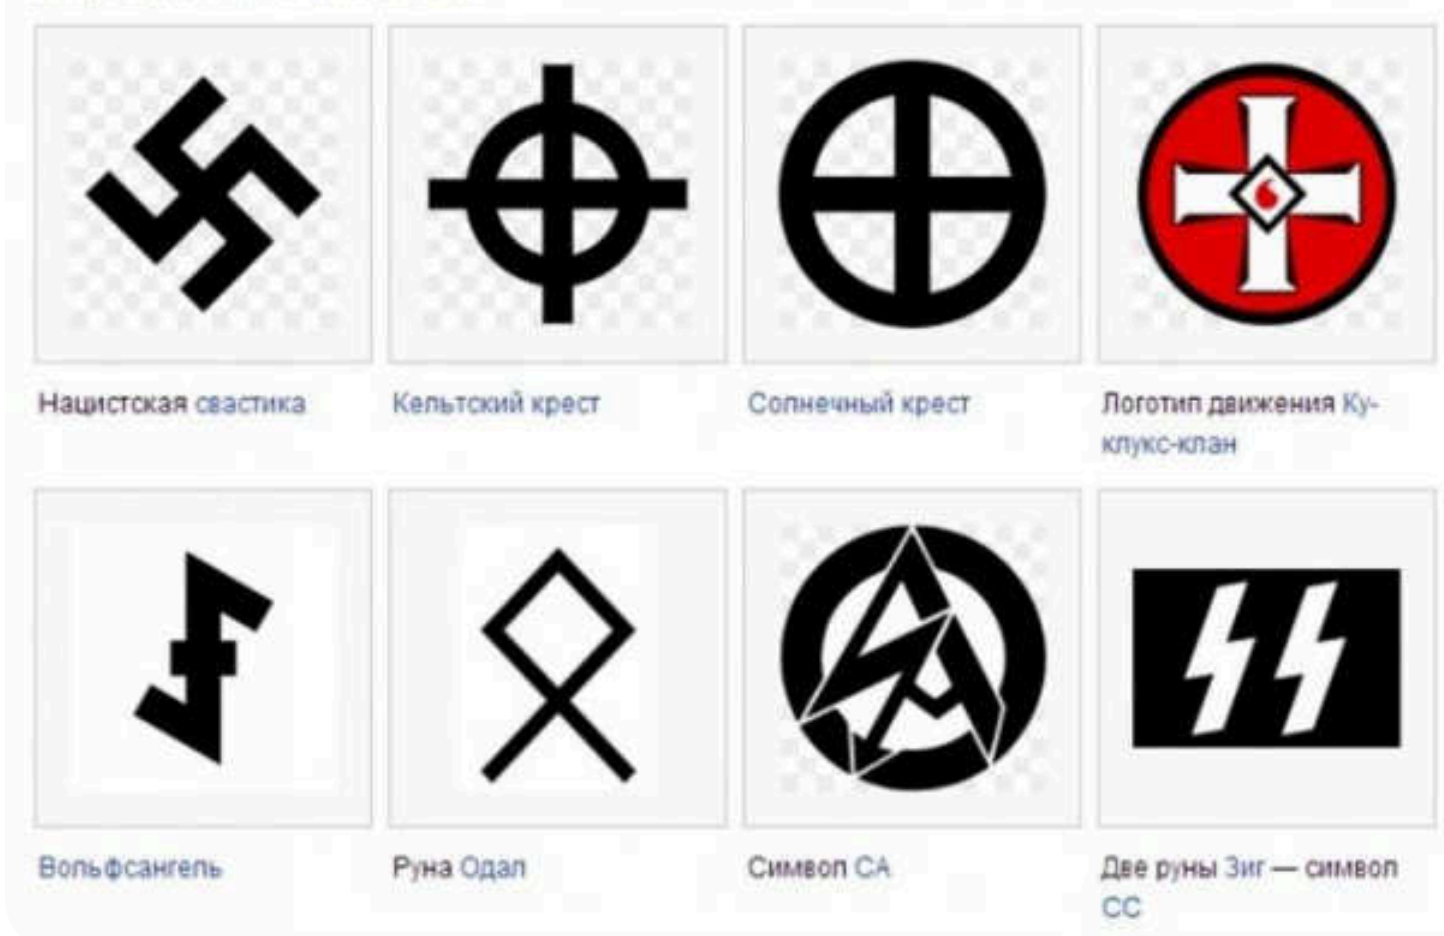 Нацистская свастика
Кельтский крест
Солнечный крест
Логотип движения Ку-
клукс-клан
Вольфсангель
Руна Одал
Символ СА
Две руны Зиг — символ
СС